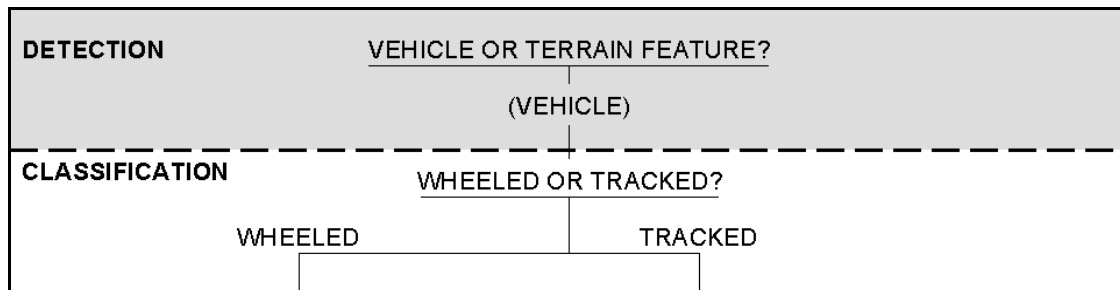 DETECTION VEHICLE OR TERRAIN FEATURE?
(VEHICLE)
CLASSIFICATION
WHEELED OR TRACKED?
WHEELED TRACKED